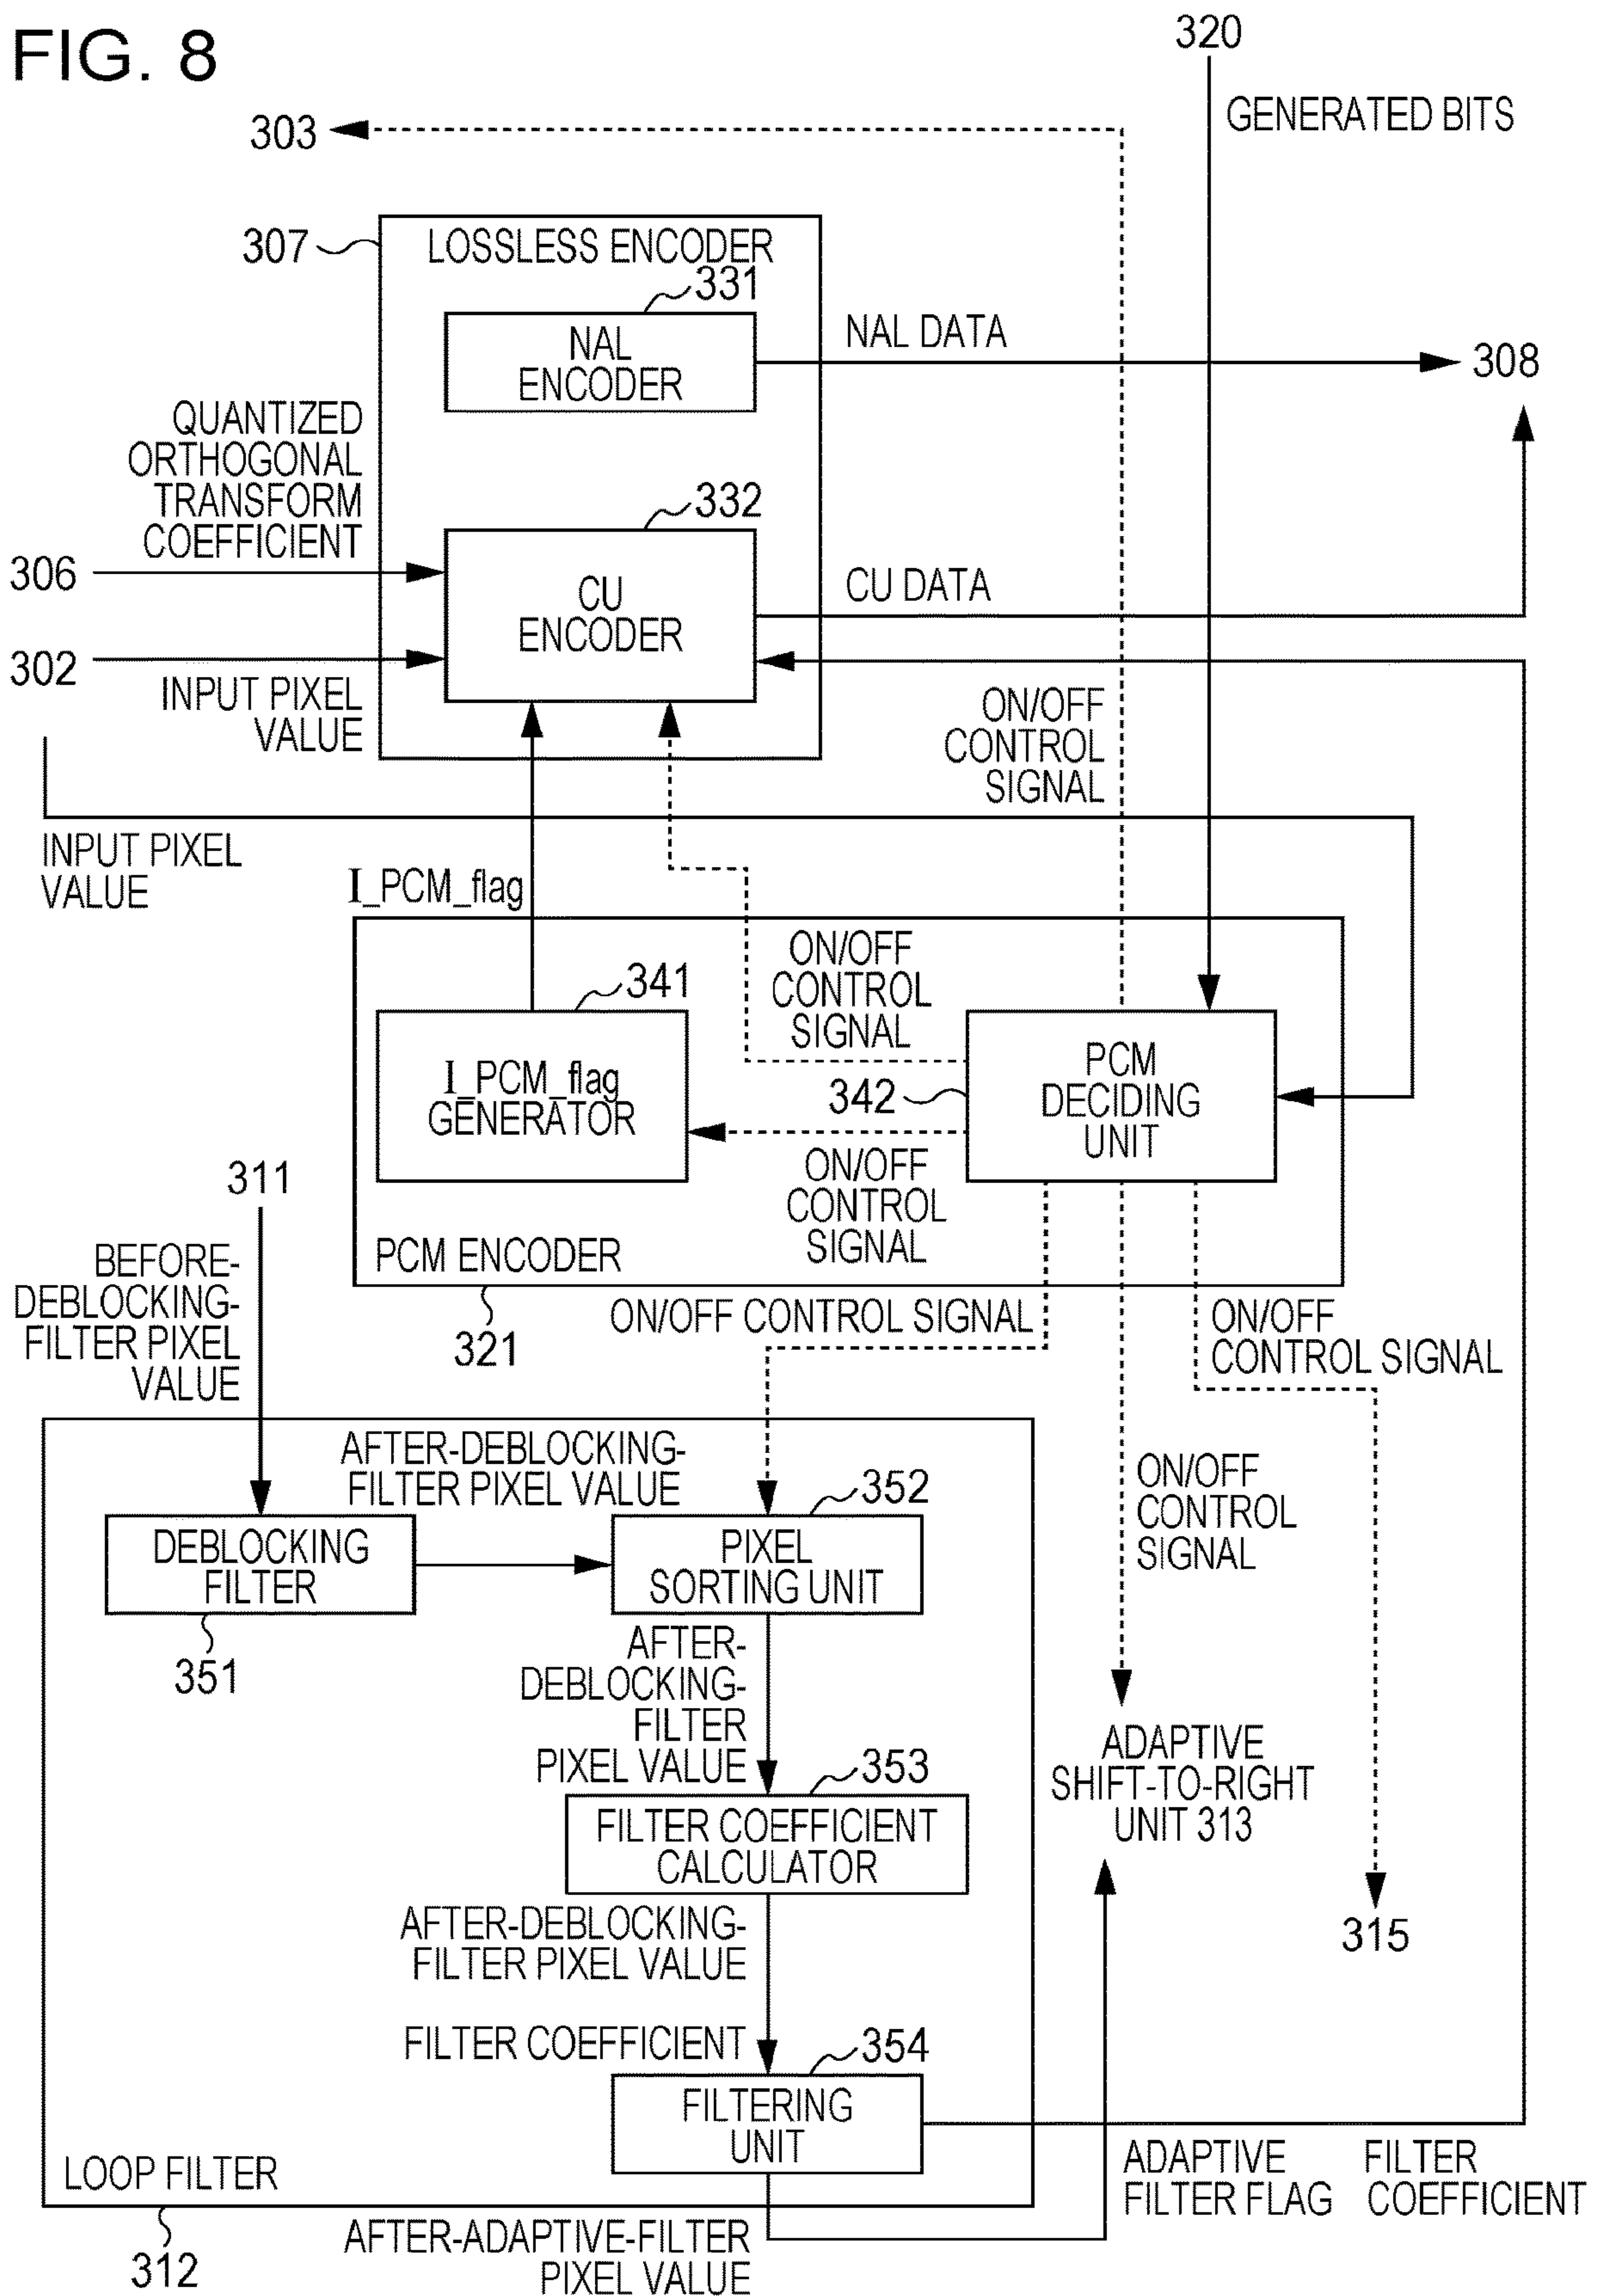 FIG. 8
320
GENERATED BITS
303
307
LOSSLESS ENCODER
331
NAL
ENCODER
NAL DATA
308
QUANTIZED
ORTHOGONAL
TRANSFORM
COEFFICIENT
332
306
CU
ENCODER
CU DATA
302
INPUT PIXEL
VALUE
ON/OFF
CONTROL
SIGNAL
INPUT PIXEL
VALUE
I_PCM_flag
ON/OFF
CONTROL
SIGNAL
341
I_PCM_flag
GENERATOR
342
PCM
DECIDING
UNIT
ON/OFF
CONTROL
SIGNAL
PCM ENCODER
321
311
BEFORE-
DEBLOCKING-
FILTER PIXEL
VALUE
ON/OFF CONTROL SIGNAL
ON/OFF
CONTROL SIGNAL
AFTER-DEBLOCKING-
FILTER PIXEL VALUE
352
ON/OFF
CONTROL
SIGNAL
DEBLOCKING
FILTER
351
PIXEL
SORTING UNIT
AFTER-
DEBLOCKING-
FILTER
PIXEL VALUE
353
ADAPTIVE
SHIFT-TO-RIGHT
UNIT 313
FILTER COEFFICIENT
CALCULATOR
AFTER-DEBLOCKING-
FILTER PIXEL VALUE
315
FILTER COEFFICIENT
354
FILTERING
UNIT
LOOP FILTER
312
ADAPTIVE
FILTER FLAG
FILTER
COEFFICIENT
AFTER-ADAPTIVE-FILTER
PIXEL VALUE